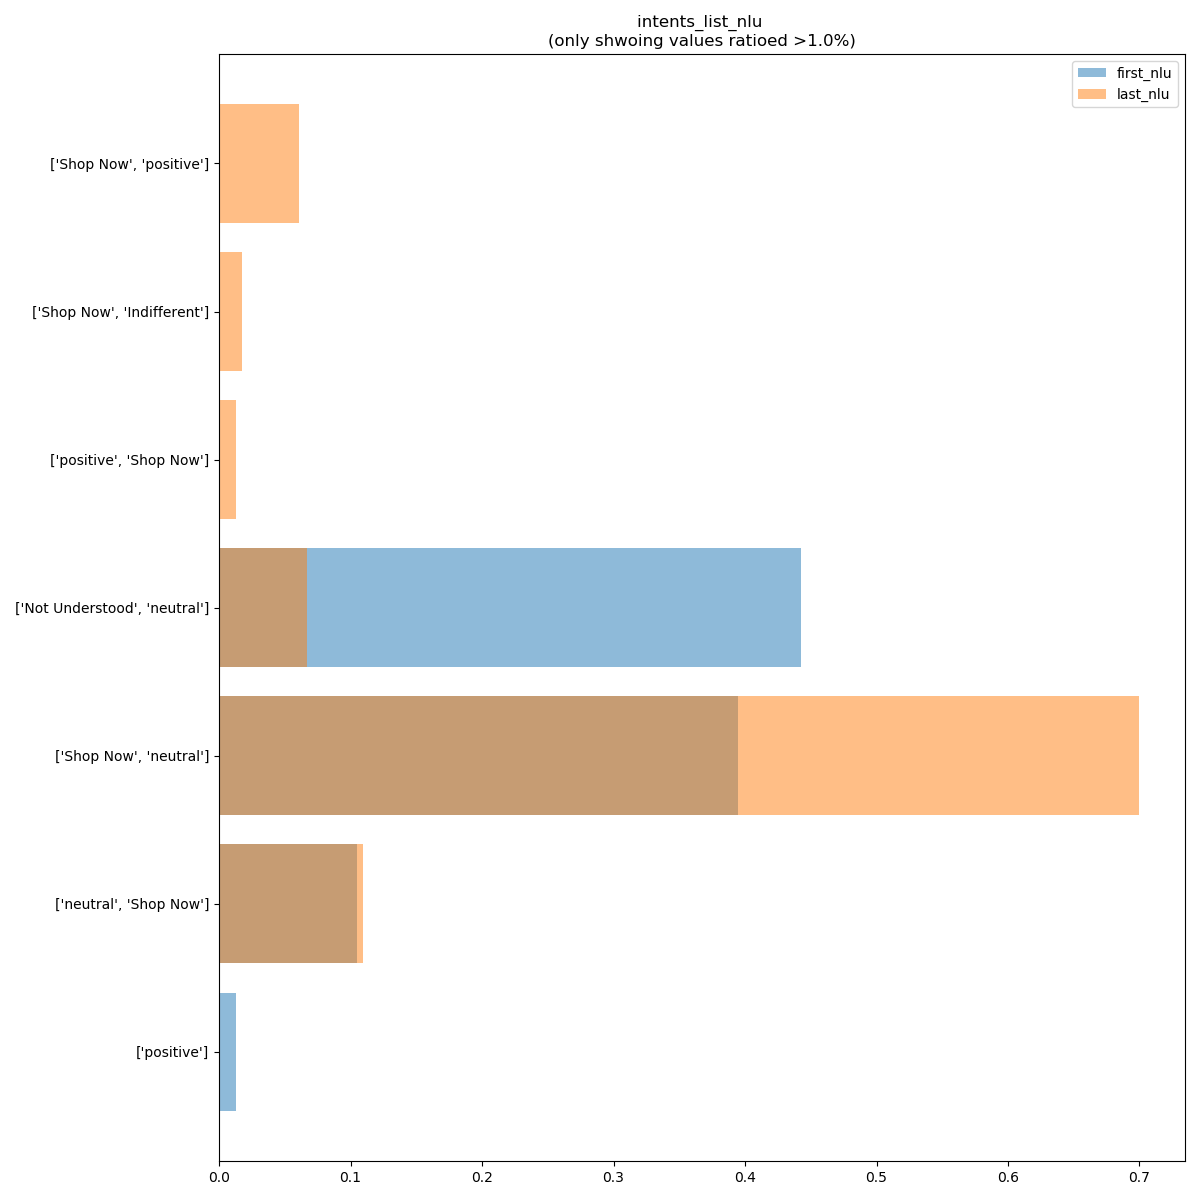 intents_list_nlu
(only shwoing values ratioed >1.0%)
first_nlu
last_nlu
['Shop Now', 'positive']
['Shop Now', 'Indifferent']
['positive', 'Shop Now']
['Not Understood', 'neutral']
['Shop Now', 'neutral']
['neutral', 'Shop Now']
['positive']
0.0 0.1 0.2 0.3 0.4 0.5 0.6 0.7